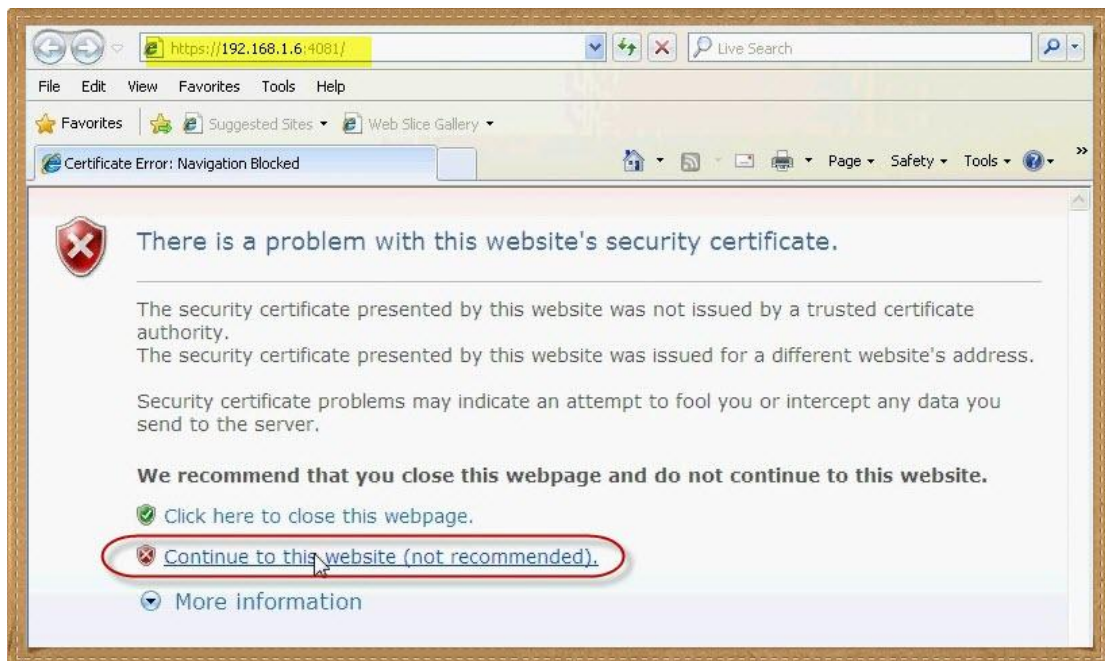 https://192.168.1.6:4081/
Live Search
File Edit View Favorites Tools Help
Favorites Suggested Sites Web Slice Gallery
Certificate Error: Navigation Blocked
Page Safety Tools
There is a problem with this website's security certificate.
The security certificate presented by this website was not issued by a trusted certificate
authority.
The security certificate presented by this website was issued for a different website's address.
Security certificate problems may indicate an attempt to fool you or intercept any data you
send to the server.
We recommend that you close this webpage and do not continue to this website.
Click here to close this webpage.
Continue to this website (not recommended).
More information